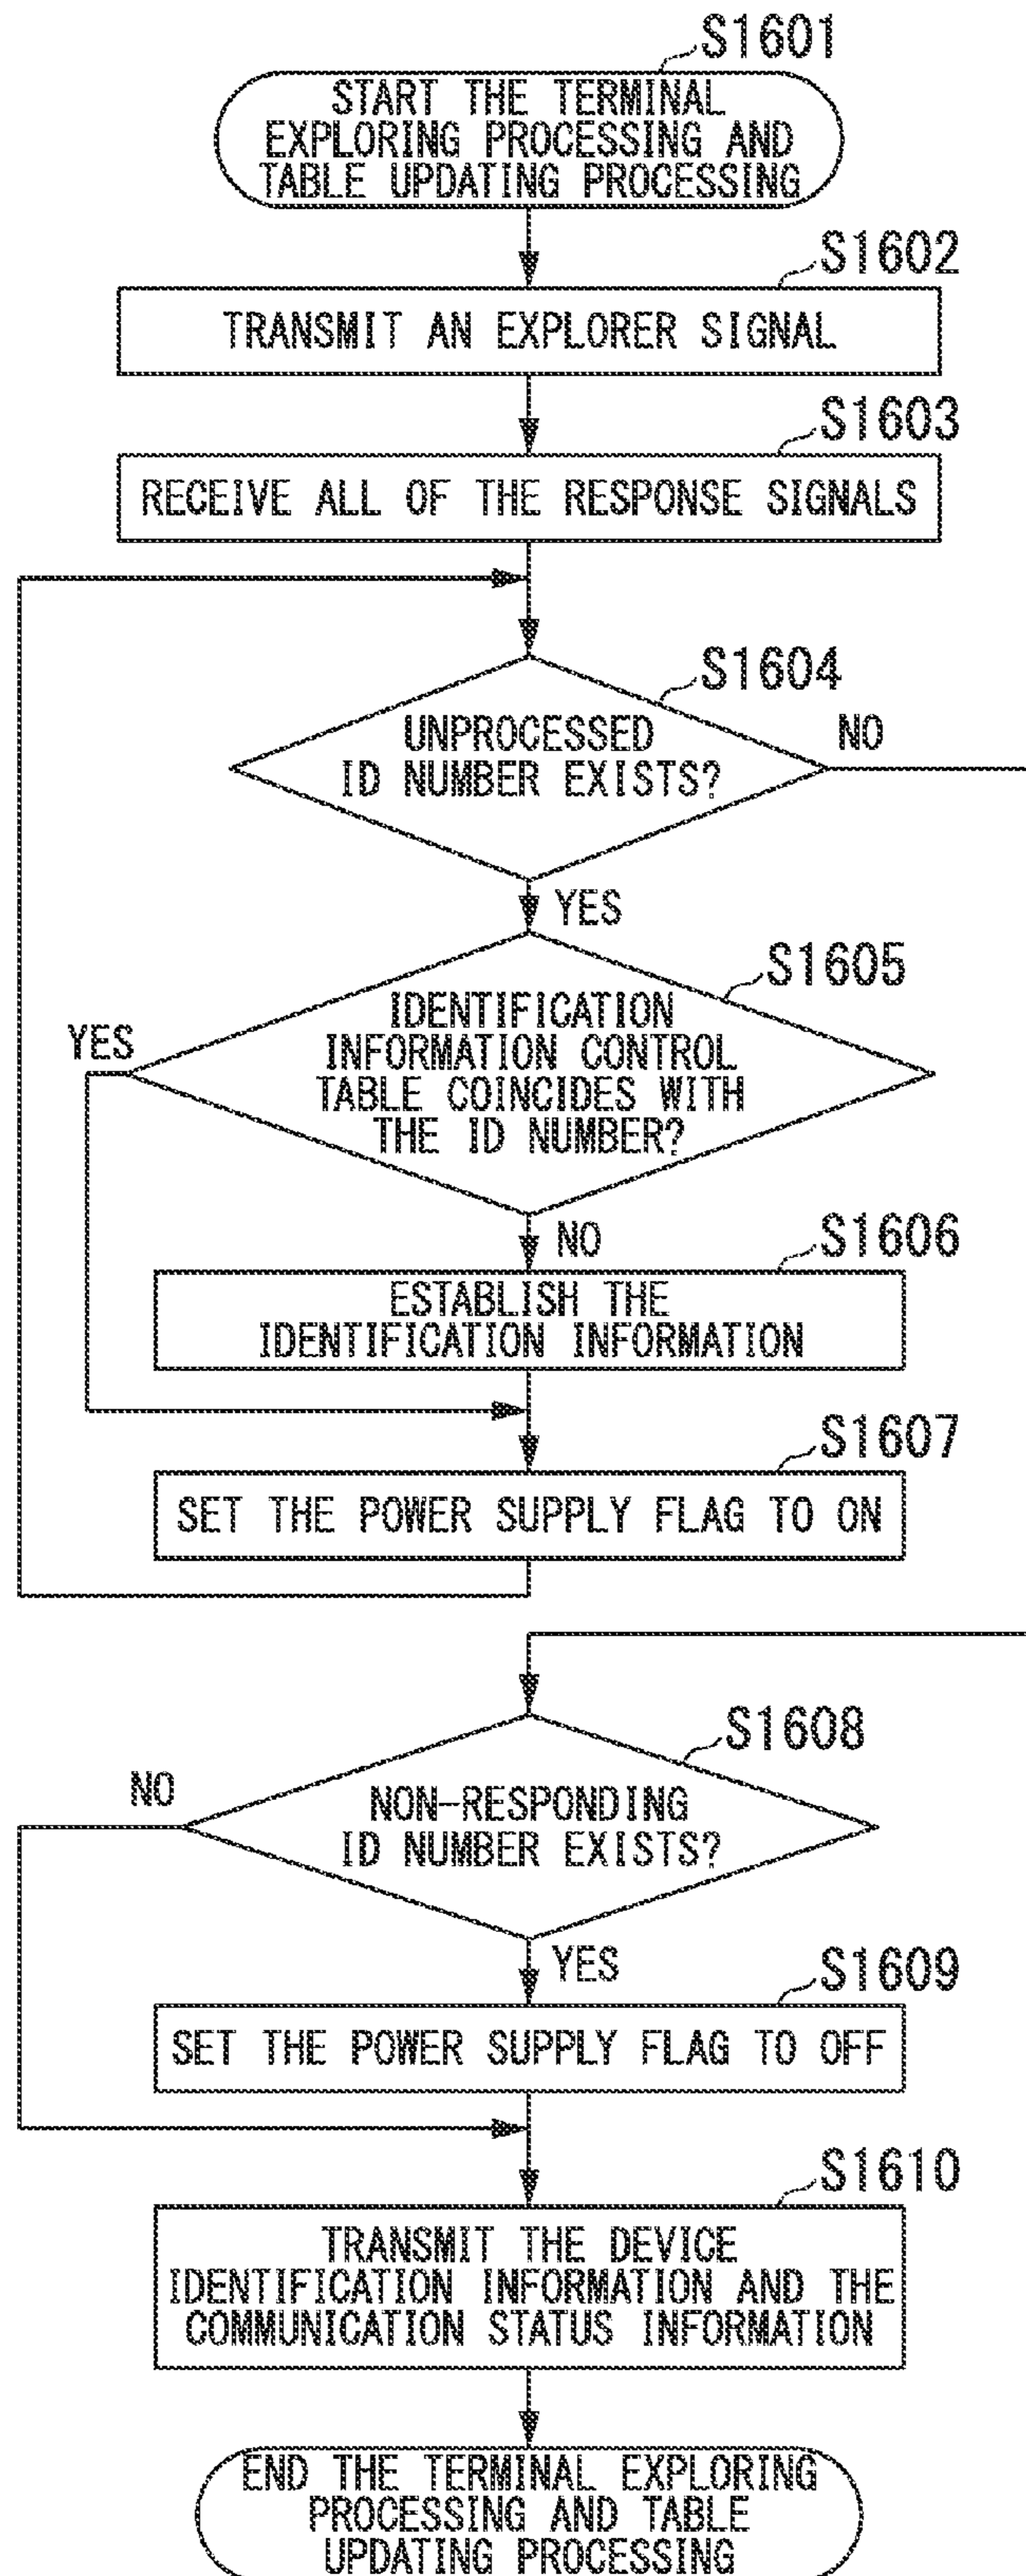 S1601
START THE TERMINAL
EXPLORING PROCESSING AND
TABLE UPDATING PROCESSING
S1602
TRANSMIT AN EXPLORER SIGNAL
S1603
RECEIVE ALL OF THE RESPONSE SIGNALS
S1604
UNPROCESSED
ID NUMBER EXISTS?
NO
YES
S1605
IDENTIFICATION
INFORMATION CONTROL
TABLE COINCIDES WITH
THE ID NUMBER?
YES
NO
S1606
ESTABLISH THE
IDENTIFICATION INFORMATION
S1607
SET THE POWER SUPPLY FLAG TO ON
S1608
NON-RESPONDING
ID NUMBER EXISTS?
NO
YES
S1609
SET THE POWER SUPPLY FLAG TO OFF
S1610
TRANSMIT THE DEVICE
IDENTIFICATION INFORMATION AND THE
COMMUNICATION STATUS INFORMATION
END THE TERMINAL EXPLORING
PROCESSING AND TABLE
UPDATING PROCESSING